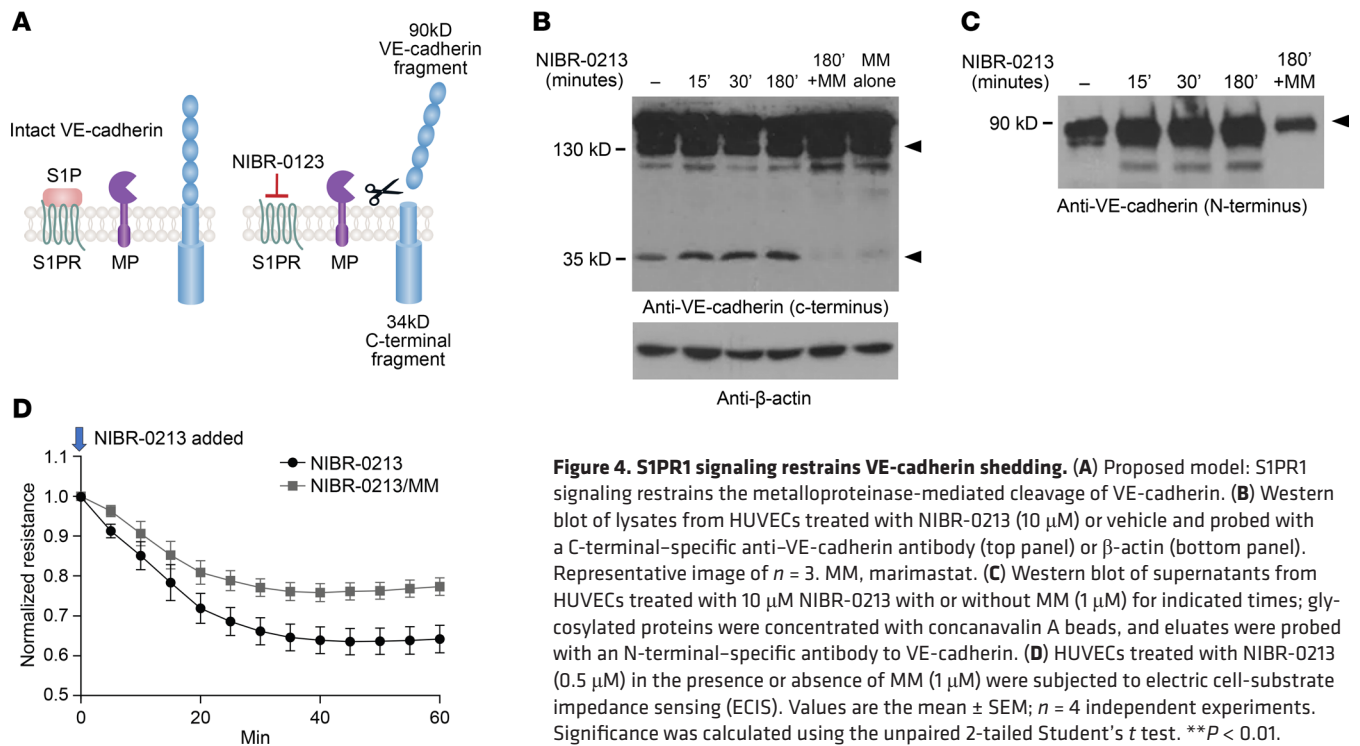 A
Intact VE-cadherin
S1P
S1PR
MP
NIBR-0123
S1PR
MP
90kD
VE-cadherin
fragment
34kD
C-terminal
fragment
B
NIBR-0213
(minutes)
– 15’ 30’ 180’ 180’ +MM MM alone
130 kD
35 kD
Anti-VE-cadherin (c-terminus)
Anti-β-actin
C
NIBR-0213
(minutes)
– 15’ 30’ 180’ 180’ +MM
90 kD
Anti-VE-cadherin (N-terminus)
D
NIBR-0213 added
NIBR-0213
NIBR-0213/MM
Normalized resistance
1.1
1.0
0.9
0.8
0.7
0.6
0.5
0 20 40 60
Min
Figure 4. S1PR1 signaling restrains VE-cadherin shedding. (A) Proposed model: S1PR1
signaling restrains the metalloproteinase-mediated cleavage of VE-cadherin. (B) Western
blot of lysates from HUVECs treated with NIBR-0213 (10 μM) or vehicle and probed with
a C-terminal–specific anti–VE-cadherin antibody (top panel) or β-actin (bottom panel).
Representative image of n = 3. MM, marimastat. (C) Western blot of supernatants from
HUVECs treated with 10 μM NIBR-0213 with or without MM (1 μM) for indicated times; gly-
cosylated proteins were concentrated with concanavalin A beads, and eluates were probed
with an N-terminal–specific antibody to VE-cadherin. (D) HUVECs treated with NIBR-0213
(0.5 μM) in the presence or absence of MM (1 μM) were subjected to electric cell-substrate
impedance sensing (ECIS). Values are the mean ± SEM; n = 4 independent experiments.
Significance was calculated using the unpaired 2-tailed Student’s t test. **P < 0.01.